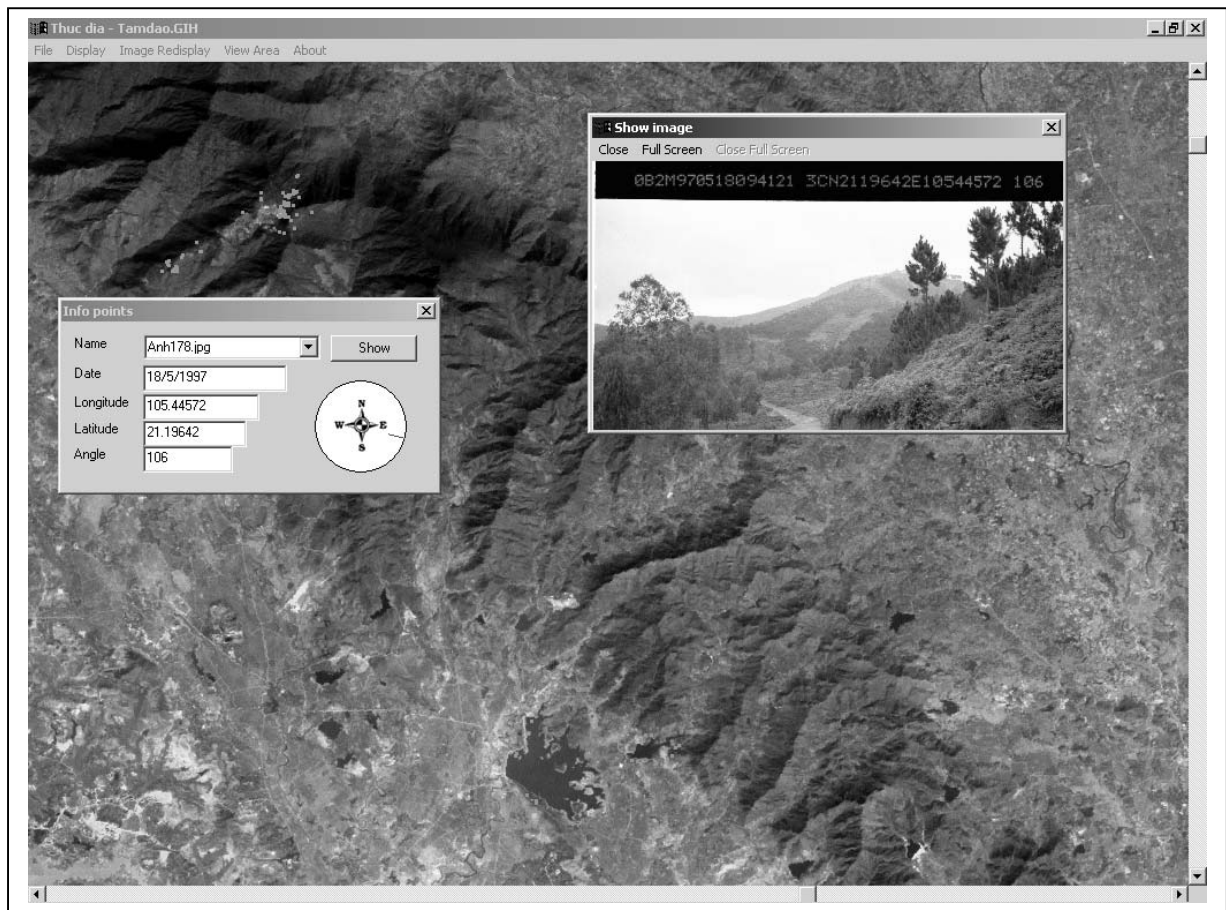 Thuc dia - Tamdao.GIH
File Display Image Redisplay View Area About
Show image
Close Full Screen Close Full Screen
0B2M970518094121 3CN2119642E10544572 106
Info points
Name Anh178.jpg Show
Date 18/5/1997
Longitude 105.44572
Latitude 21.19642
Angle 106
N
W E
S